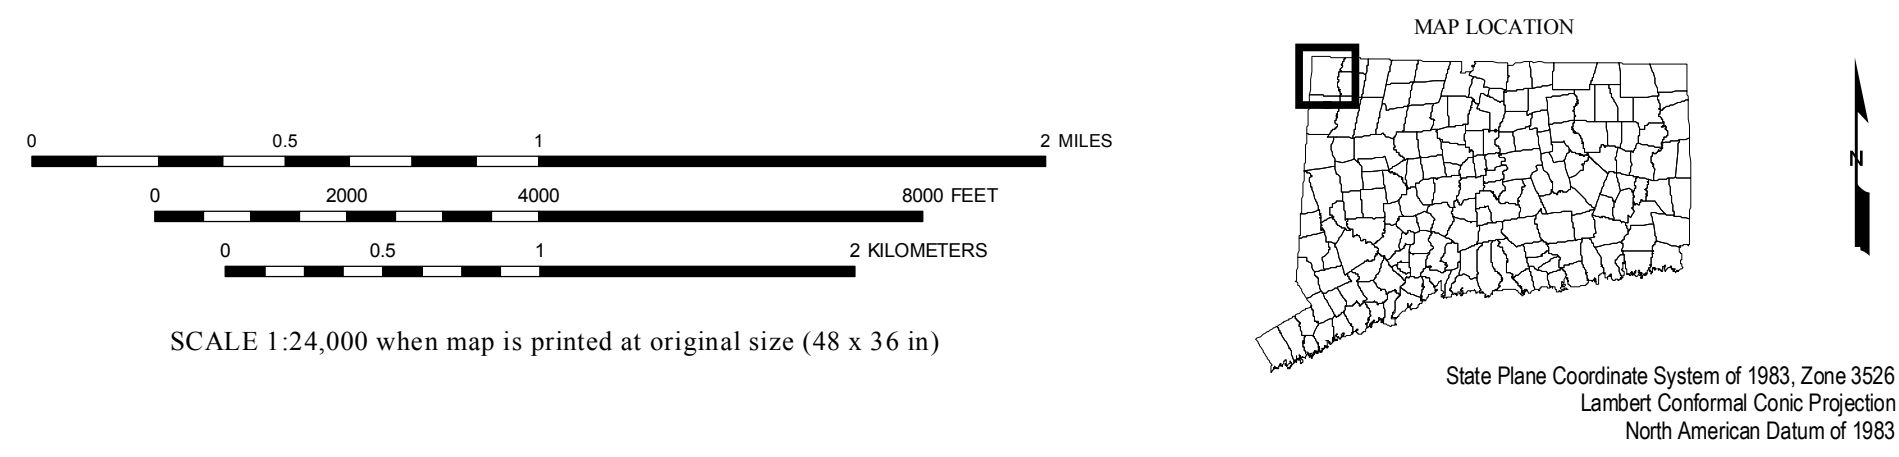 MAP LOCATION
0 0.5 1 2 MILES
0 2000 4000 8000 FEET
0 0.5 1 2 KILOMETERS
SCALE 1:24,000 when map is printed at original size (48 x 36 in)
N
State Plane Coordinate System of 1983, Zone 3526
Lambert Conformal Conic Projection
North American Datum of 1983